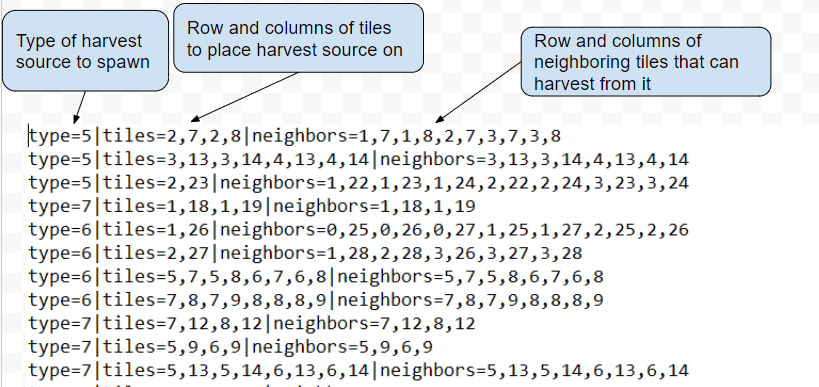 Type of harvest
source to spawn
Row and columns of tiles
to place harvest source on
Row and columns of
neighboring tiles that can
harvest from it
type=5|tiles=2,7,2,8|neighbors=1,7,1,8,2,7,3,7,3,8
type=5|tiles=3,13,3,14,4,13,4,14|neighbors=3,13,3,14,4,13,4,14
type=5|tiles=2,23|neighbors=1,22,1,23,1,24,2,22,2,24,3,23,3,24
type=7|tiles=1,18,1,19|neighbors=1,18,1,19
type=6|tiles=1,26|neighbors=0,25,0,26,0,27,1,25,1,27,2,25,2,26
type=6|tiles=2,27|neighbors=1,28,2,28,3,26,3,27,3,28
type=6|tiles=5,7,5,8,6,7,6,8|neighbors=5,7,5,8,6,7,6,8
type=6|tiles=7,8,7,9,8,8,8,9|neighbors=7,8,7,9,8,8,8,9
type=7|tiles=7,12,8,12|neighbors=7,12,8,12
type=7|tiles=5,9,6,9|neighbors=5,9,6,9
type=7|tiles=5,13,5,14,6,13,6,14|neighbors=5,13,5,14,6,13,6,14